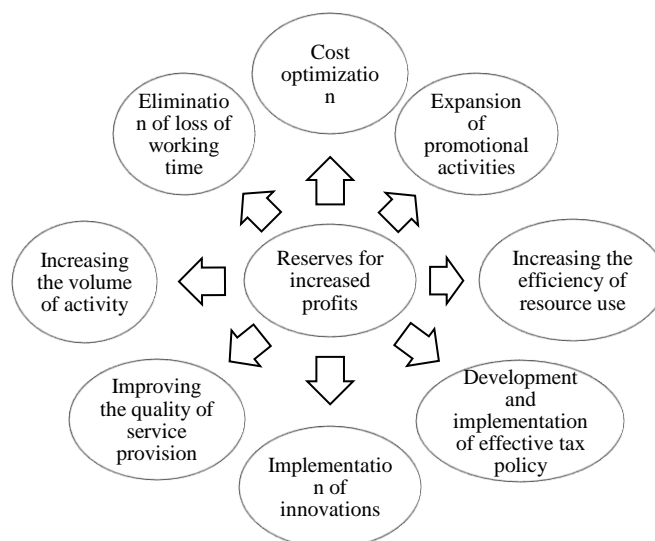 Cost
optimizatio
n
Eliminatio
n of loss of
working
time
Expansion
of
promotional
activities
Increasing
the volume
of activity
Reserves for
increased
profits
Increasing the
efficiency of
resource use
Improving
the quality of
service
provision
Development
and
implementation
of effective tax
policy
Implementatio
n of
innovations